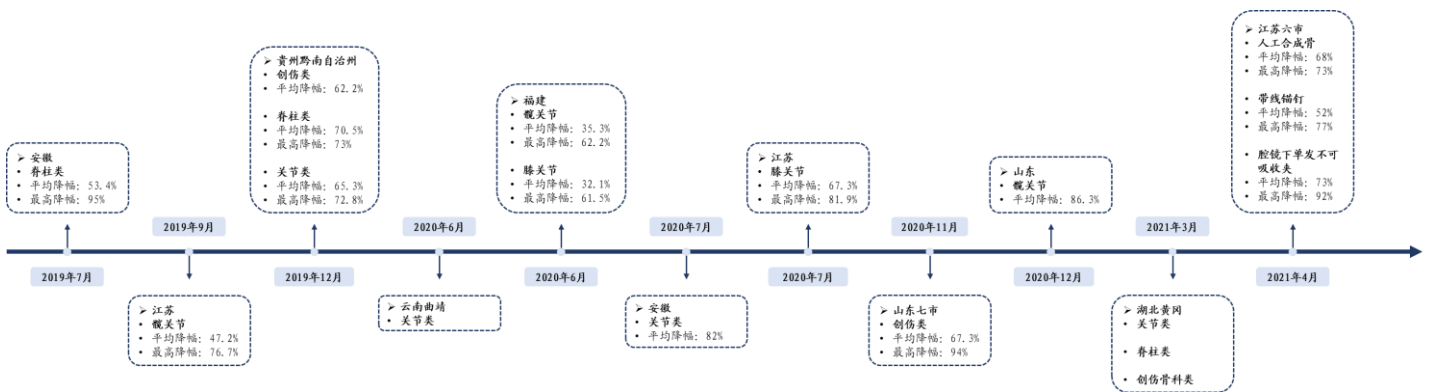 ➢ 安徽
• 脊柱类
• 平均降幅：53.4%
• 最高降幅：95%
2019年7月
2019年9月
➢ 江苏
• 髋关节
• 平均降幅：47.2%
• 最高降幅：76.7%
➢ 贵州黔南自治州
• 创伤类
• 平均降幅：62.2%
• 脊柱类
• 平均降幅：70.5%
• 最高降幅：73%
• 关节类
• 平均降幅：65.3%
• 最高降幅：72.8%
2019年12月
2020年6月
➢ 云南曲靖
• 关节类
➢ 福建
• 髋关节
• 平均降幅：35.3%
• 最高降幅：62.2%
• 膝关节
• 平均降幅：32.1%
• 最高降幅：61.5%
2020年6月
2020年7月
➢ 安徽
• 关节类
• 平均降幅：82%
➢ 江苏
• 膝关节
• 平均降幅：67.3%
• 最高降幅：81.9%
2020年7月
2020年11月
➢ 山东七市
• 创伤类
• 平均降幅：67.3%
• 最高降幅：94%
➢ 山东
• 髋关节
• 平均降幅：86.3%
2020年12月
2021年3月
➢ 湖北黄冈
• 关节类
• 脊柱类
• 创伤骨科类
➢ 江苏六市
• 人工合成骨
• 平均降幅：68%
• 最高降幅：73%
• 带线锚钉
• 平均降幅：52%
• 最高降幅：77%
• 腔镜下单发不可
吸收夹
• 平均降幅：73%
• 最高降幅：92%
2021年4月